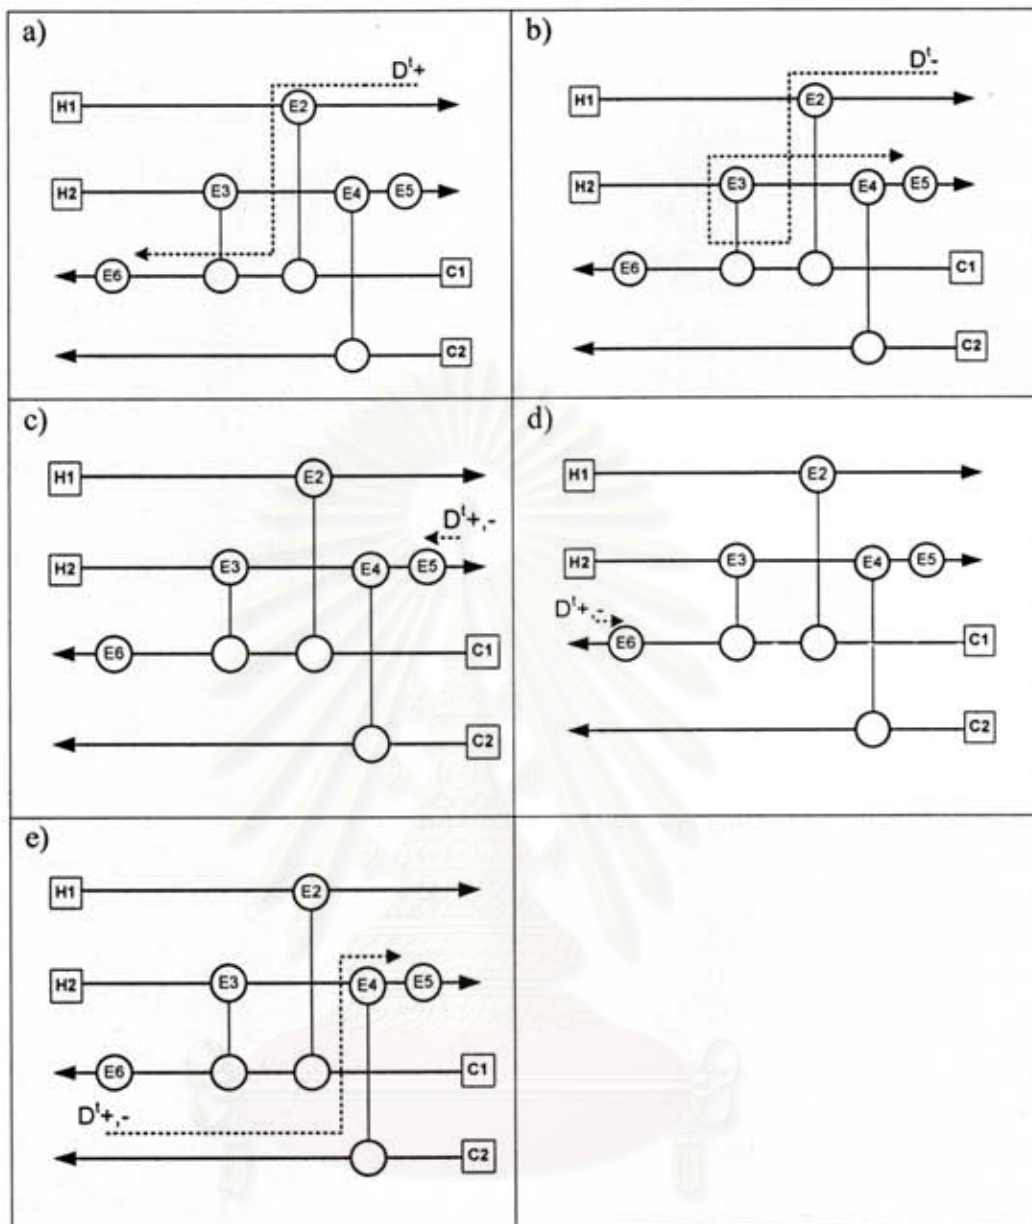 a)
D^t+
H1 E2
H2 E3 E4 E5
E6 C1
C2
b)
D^t-
H1 E2
H2 E3 E4 E5
E6 C1
C2
c)
H1 E2
D^t+,-
H2 E3 E4 E5
E6 C1
C2
d)
H1 E2
H2 E3 E4 E5
D^t+,-
E6 C1
C2
e)
H1 E2
H2 E3 E4 E5
E6 C1
D^t+,-
C2